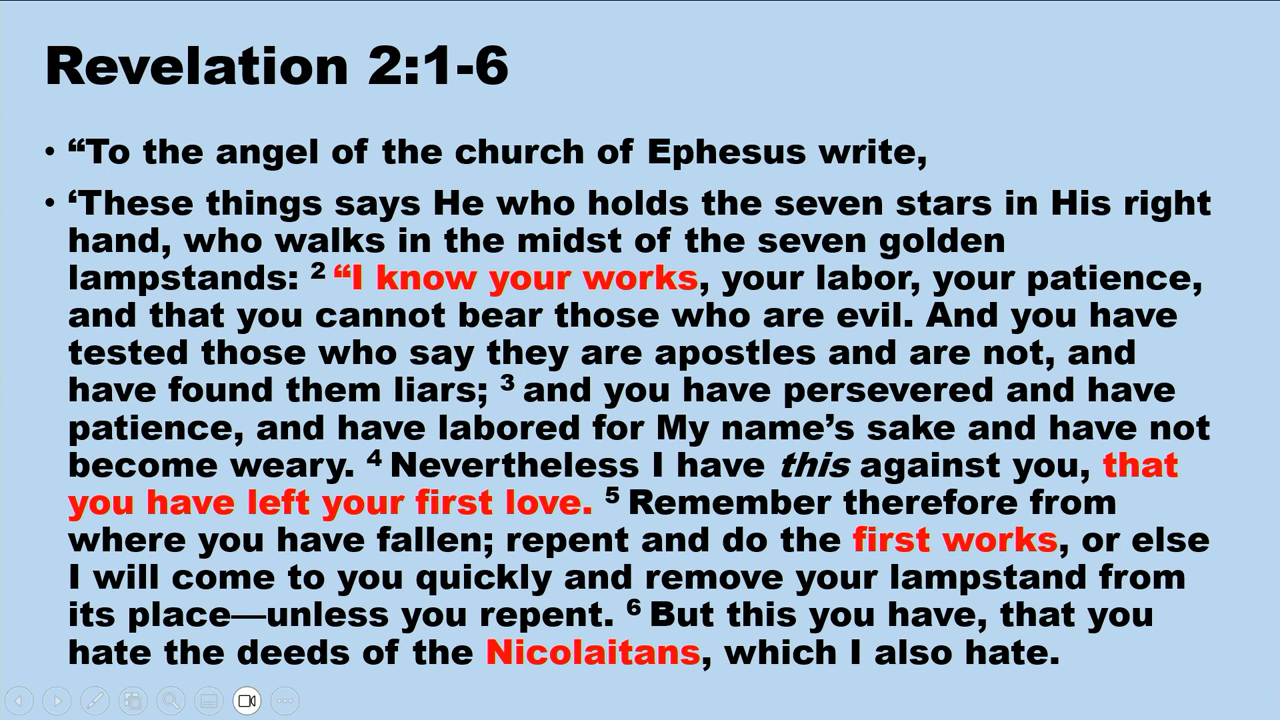 Revelation 2:1-6
• “To the angel of the church of Ephesus write,
• ‘These things says He who holds the seven stars in His right
hand, who walks in the midst of the seven golden
lampstands: ² “I know your works, your labor, your patience,
and that you cannot bear those who are evil. And you have
tested those who say they are apostles and are not, and
have found them liars; ³ and you have persevered and have
patience, and have labored for My name’s sake and have not
become weary. ⁴ Nevertheless I have this against you, that
you have left your first love. ⁵ Remember therefore from
where you have fallen; repent and do the first works, or else
I will come to you quickly and remove your lampstand from
its place—unless you repent. ⁶ But this you have, that you
hate the deeds of the Nicolaitans, which I also hate.